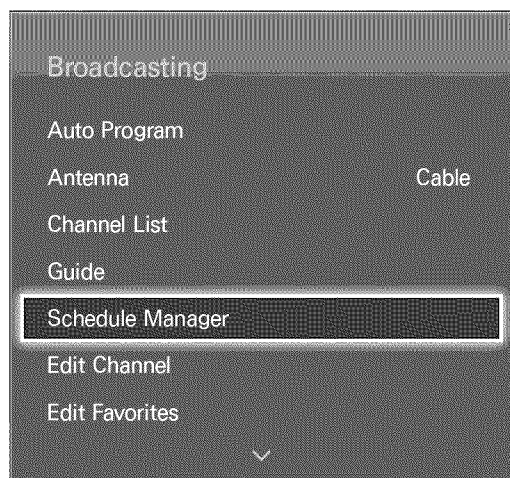 Broadcasting
Auto Program
Antenna Cable
Channel List
Guide
Schedule Manager
Edit Channel
Edit Favorites